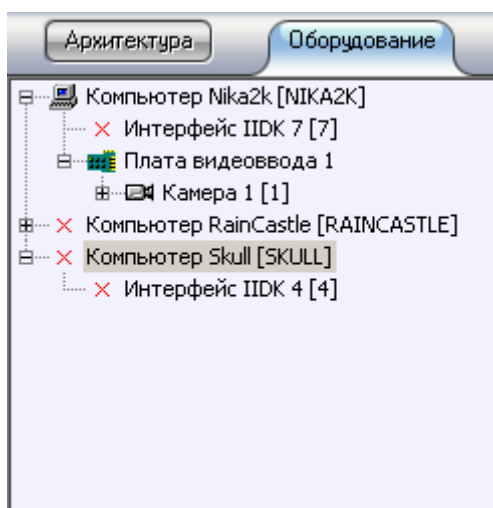 Архитектура Оборудование
Компьютер Nika2k [NIKA2K]
Интерфейс IIDK 7 [7]
Плата видеоввода 1
Камера 1 [1]
Компьютер RainCastle [RAINCASTLE]
Компьютер Skull [SKULL]
Интерфейс IIDK 4 [4]